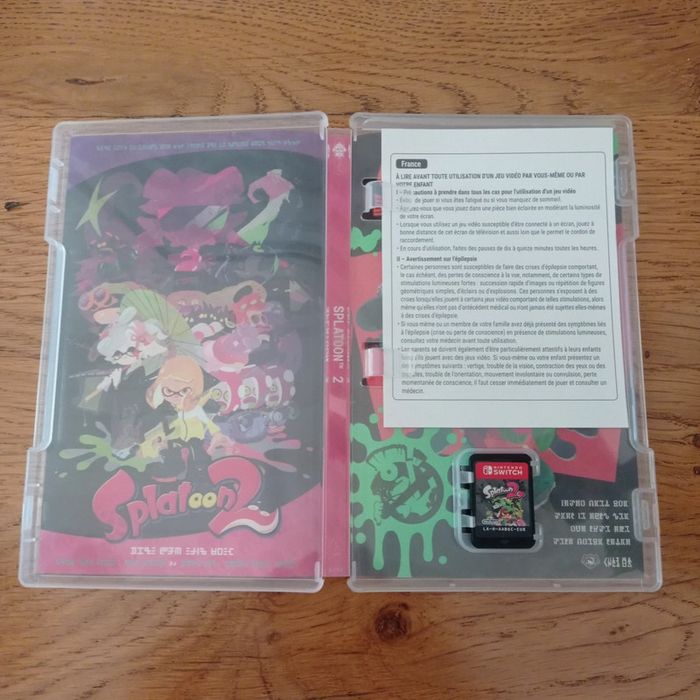 Splatoon 2
SPLATOON™ 2
France
À LIRE AVANT TOUTE UTILISATION D'UN JEU VIDÉO PAR VOUS-MÊME OU PAR
VOTRE ENFANT
I – Précautions à prendre dans tous les cas pour l'utilisation d'un jeu vidéo
- Évitez de jouer si vous êtes fatigué ou si vous manquez de sommeil.
- Assurez-vous que vous jouez dans une pièce bien éclairée en modérant la luminosité
de votre écran.
- Lorsque vous utilisez un jeu vidéo susceptible d'être connecté à un écran, jouez à
bonne distance de cet écran de télévision et aussi loin que le permet le cordon de
raccordement.
- En cours d'utilisation, faites des pauses de dix à quinze minutes toutes les heures.
II – Avertissement sur l'épilepsie
- Certaines personnes sont susceptibles de faire des crises d'épilepsie comportant,
le cas échéant, des pertes de conscience à la vue, notamment, de certains types de
stimulations lumineuses fortes : succession rapide d'images ou répétition de figures
géométriques simples, d'éclairs ou d'explosions. Ces personnes s'exposent à des
crises lorsqu'elles jouent à certains jeux vidéo comportant de telles stimulations, alors
même qu'elles n'ont pas d'antécédent médical ou n'ont jamais été sujettes elles-mêmes
à des crises d'épilepsie.
- Si vous-même ou un membre de votre famille avez déjà présenté des symptômes liés
à l'épilepsie (crise ou perte de conscience) en présence de stimulations lumineuses,
consultez votre médecin avant toute utilisation.
- Les parents se doivent également d'être particulièrement attentifs à leurs enfants
lorsqu'ils jouent avec des jeux vidéo. Si vous-même ou votre enfant présentez un
des symptômes suivants : vertige, trouble de la vision, contraction des yeux ou des
muscles, trouble de l'orientation, mouvement involontaire ou convulsion, perte
momentanée de conscience, il faut cesser immédiatement de jouer et consulter un
médecin.
NINTENDO
SWITCH
Splatoon 2
Nintendo
LA-H-AAB6C-EUR